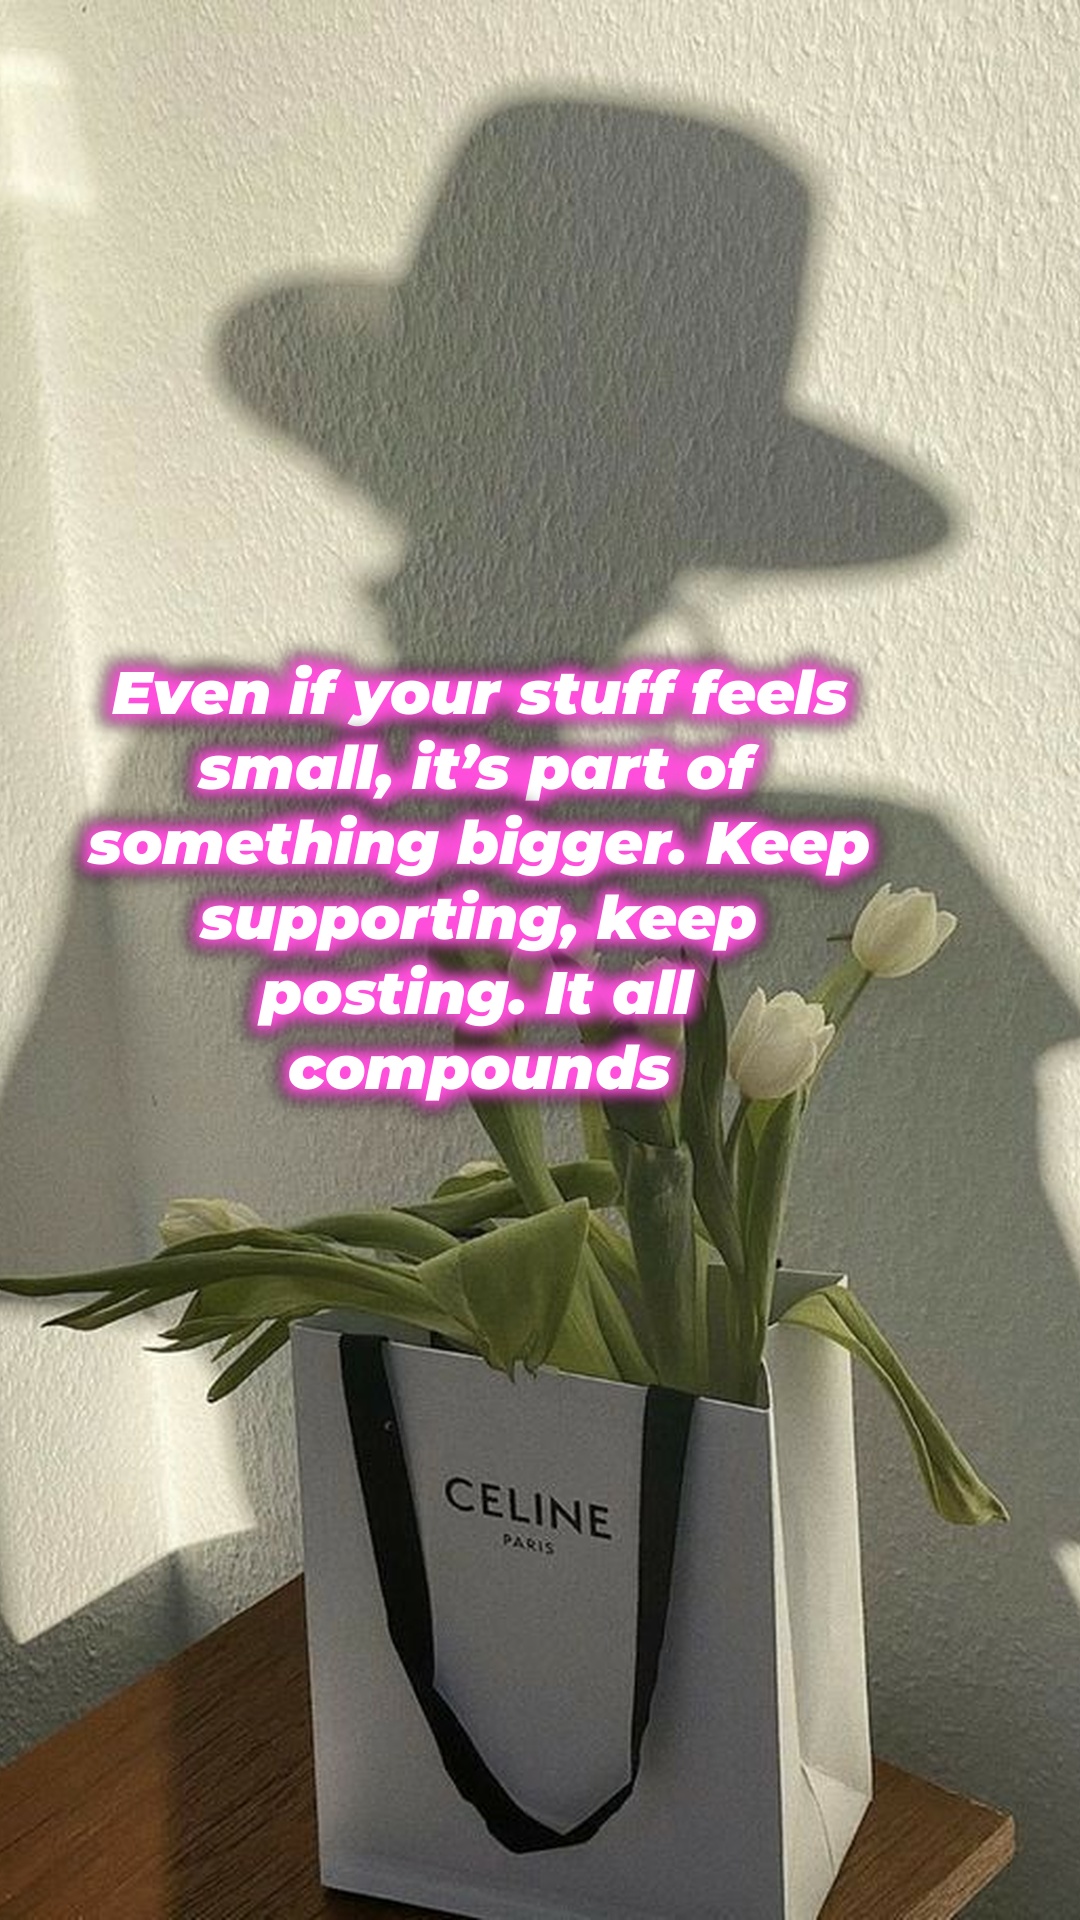 Even if your stuff feels
small, it’s part of
something bigger. Keep
supporting, keep
posting. It all
compounds
CELINE
PARIS